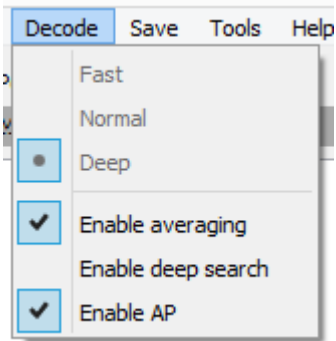 Decode Save Tools Help
Fast
Normal
Deep
Enable averaging
Enable deep search
Enable AP